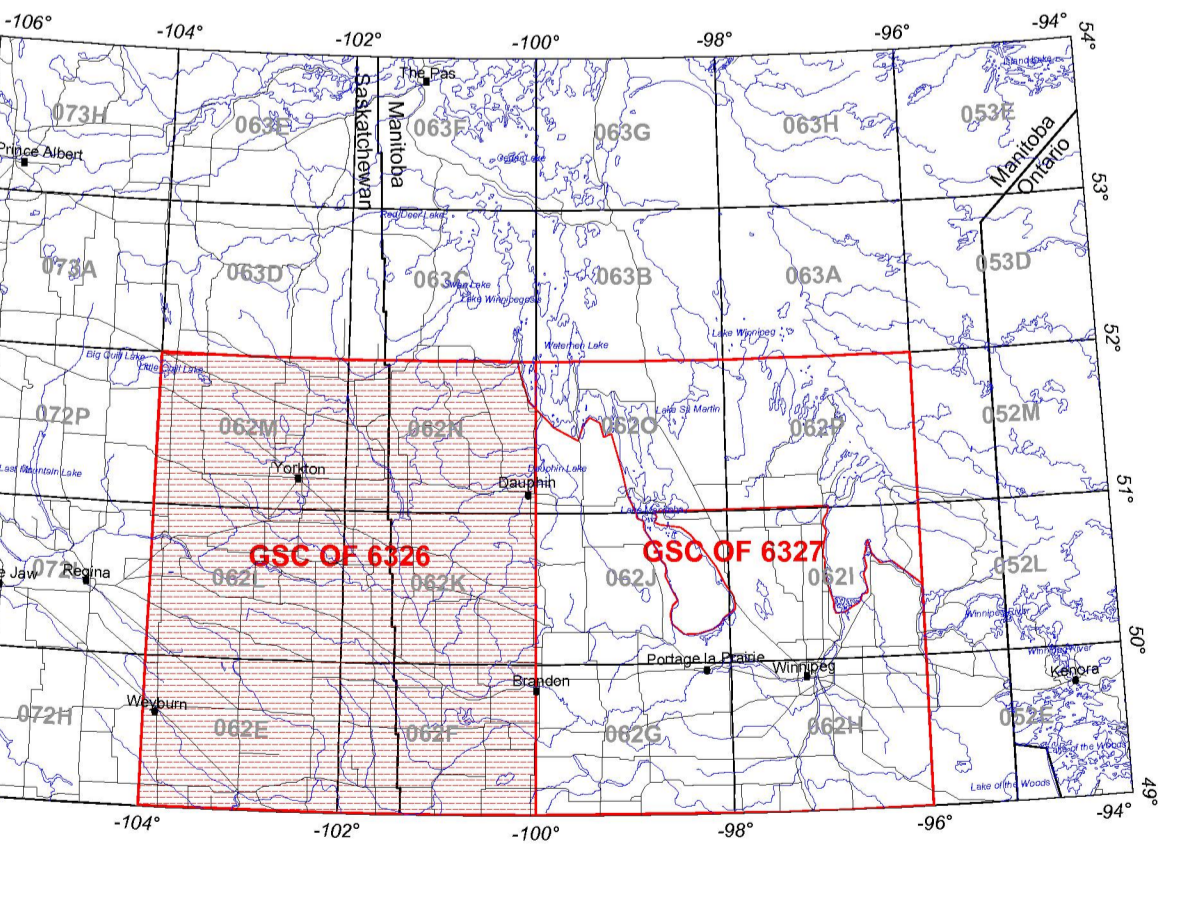 -106°
-104°
-102°
-100°
-98°
-96°
-94°
54°
The Pas
Island Lake
073H
063E
063F
063G
063H
053E
Saskatchewan
Manitoba
Manitoba
Ontario
Prince Albert
Cedar Lake
53°
Red Deer Lake
073A
063D
063C
063B
063A
053D
Swan Lake
Lake Winnipegosis
Lake Winnipeg
52°
Waterhen Lake
Big Quill Lake
Little Quill Lake
072P
062M
062N
062O
062P
052M
Lake St. Martin
Last Mountain Lake
Yorkton
Dauphin Lake
Dauphin
51°
Lake Manitoba
GSC OF 6326
GSC OF 6327
e Jaw
072I
Regina
062L
062K
062J
062I
052L
Winnipeg River
50°
Portage la Prairie
Winnipeg
Winnipeg River
Kenora
Brandon
Weyburn
072H
062E
062F
062G
062H
052E
Lake of the Woods
Lake of the Woods
49°
-104°
-102°
-100°
-98°
-96°
-94°